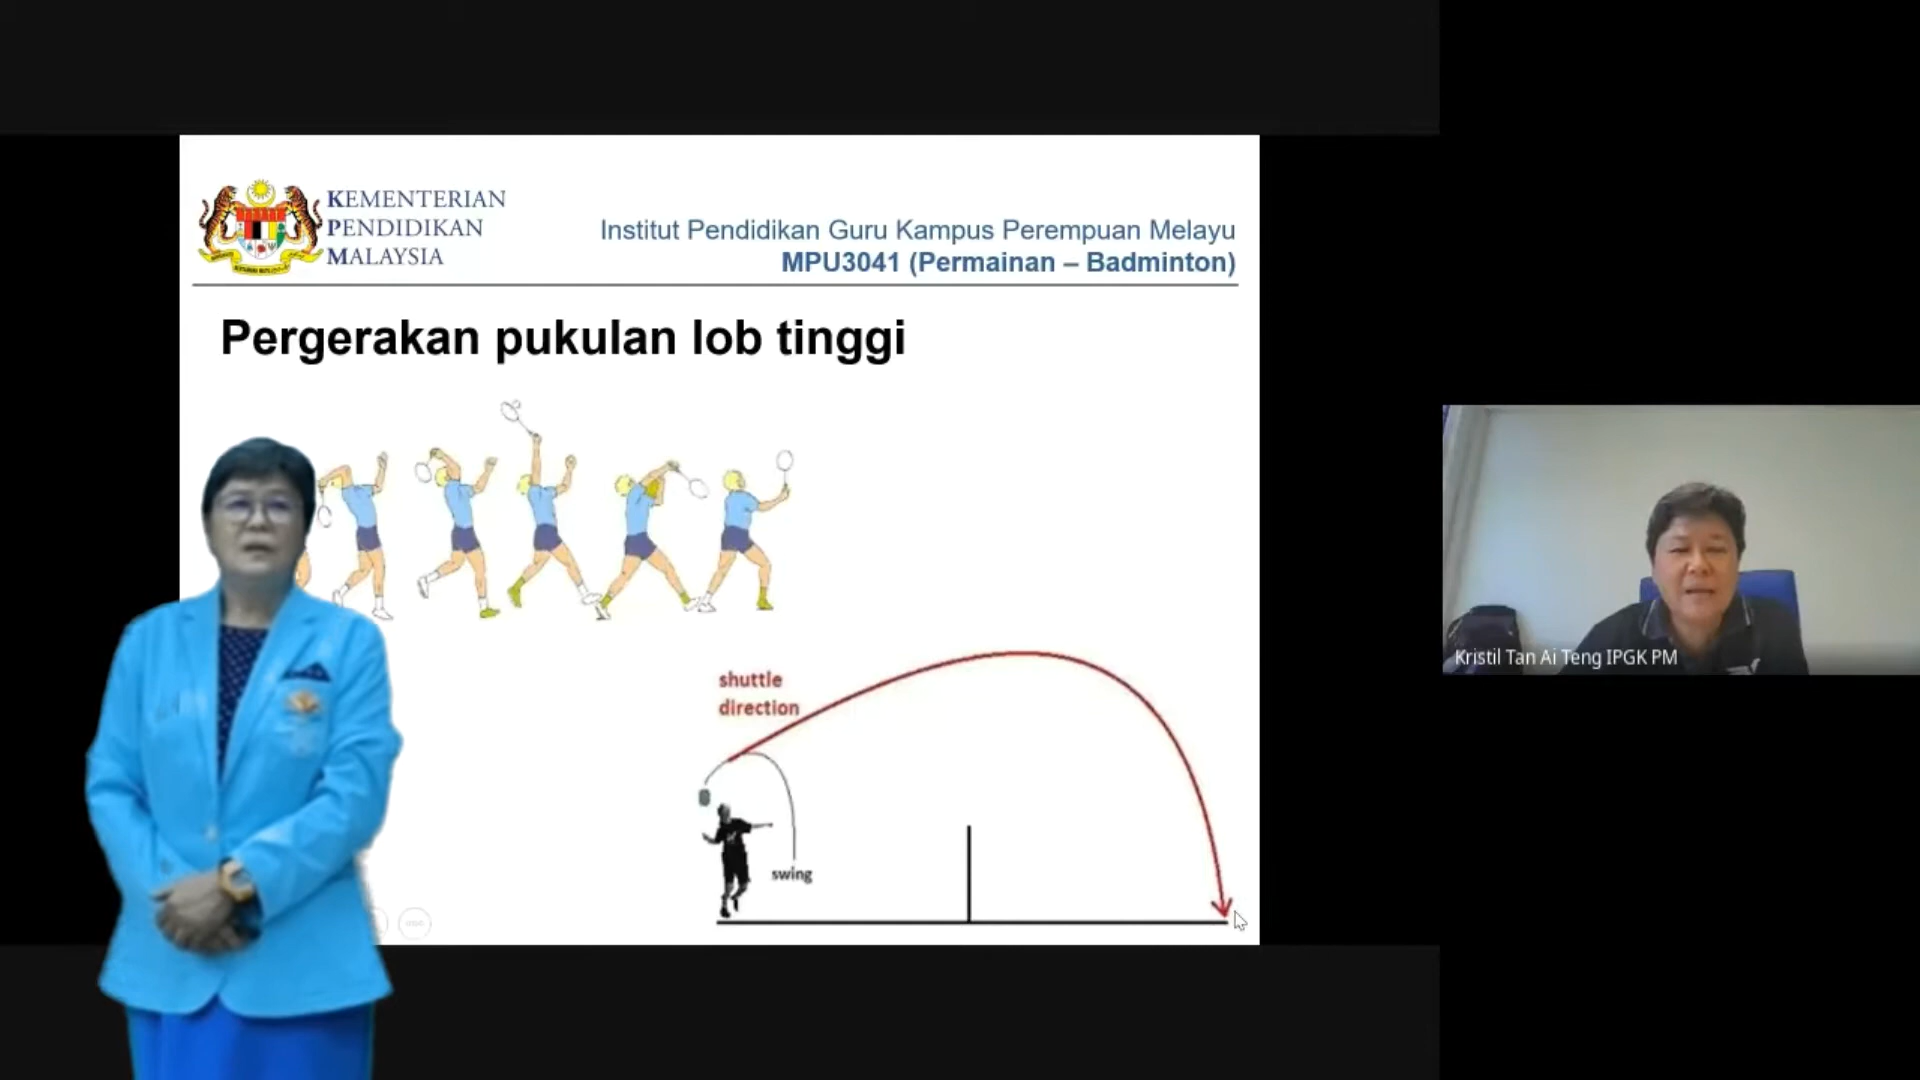 KEMENTERIAN
PENDIDIKAN
MALAYSIA
Institut Pendidikan Guru Kampus Perempuan Melayu
MPU3041 (Permainan – Badminton)
Pergerakan pukulan lob tinggi
shuttle
direction
swing
Kristil Tan Ai Teng IPGK PM